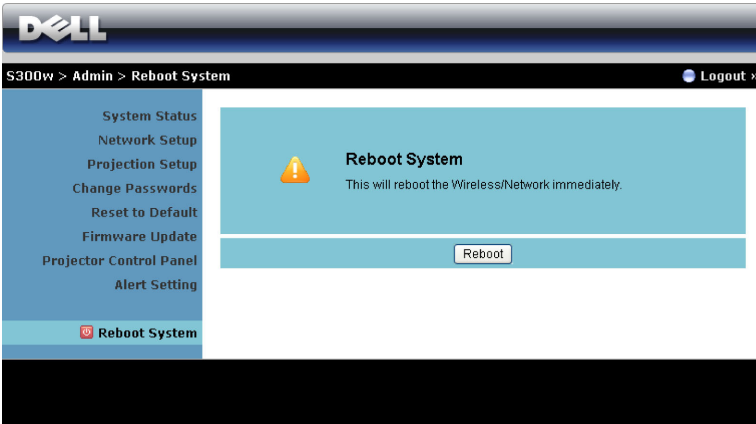 DELL
S300w > Admin > Reboot System
Logout »
System Status
Network Setup
Projection Setup
Change Passwords
Reset to Default
Firmware Update
Projector Control Panel
Alert Setting
Reboot System
Reboot System
This will reboot the Wireless/Network immediately.
Reboot